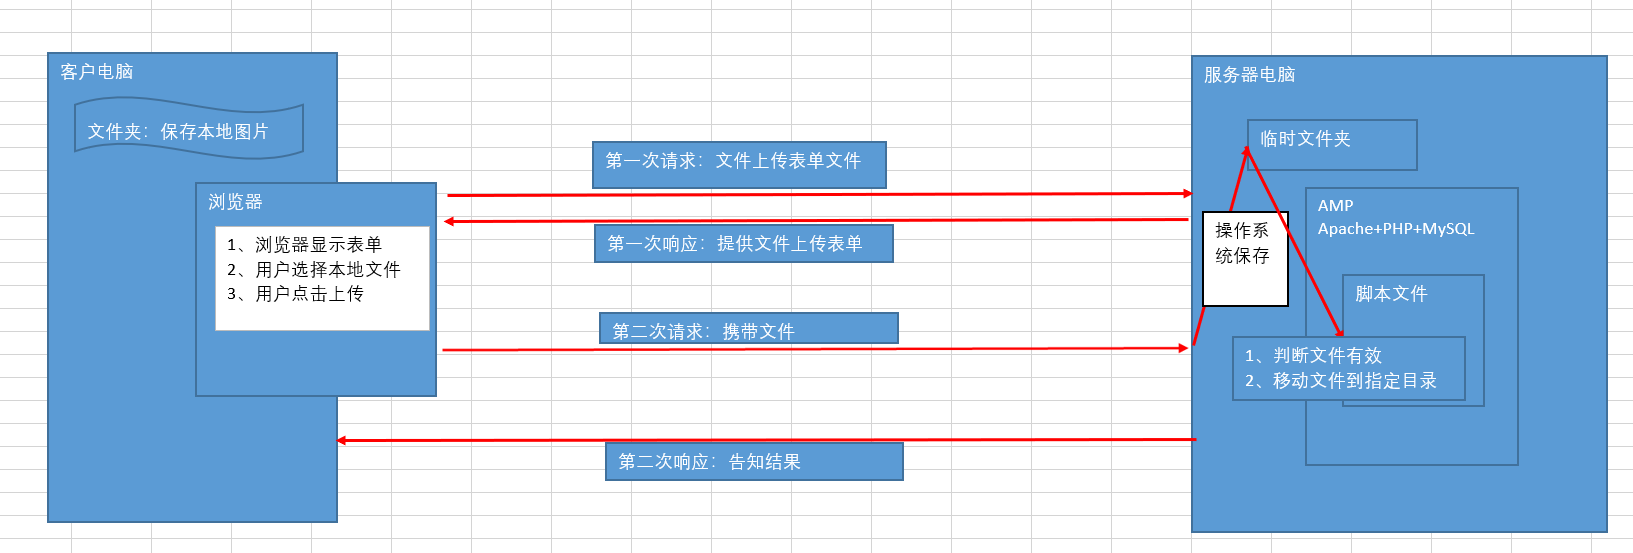 客户电脑
文件夹：保存本地图片
浏览器
1、浏览器显示表单
2、用户选择本地文件
3、用户点击上传
第一次请求：文件上传表单文件
第一次响应：提供文件上传表单
第二次请求：携带文件
第二次响应：告知结果
服务器电脑
临时文件夹
操作系
统保存
AMP
Apache+PHP+MySQL
脚本文件
1、判断文件有效
2、移动文件到指定目录